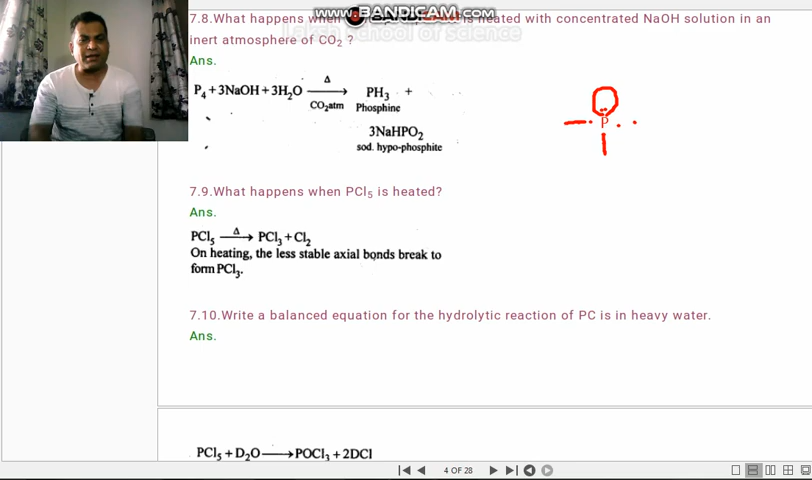 WWW.BANDICAM.COM
7.8.What happens when is heated with concentrated NaOH solution in an
Laksh school of science
inert atmosphere of CO₂ ?
Ans.
P₄ + 3NaOH + 3H₂O Δ CO₂atm → PH₃ +
Phosphine
3NaHPO₂
sod. hypo-phosphite
P
7.9.What happens when PCl₅ is heated?
Ans.
PCl₅ Δ → PCl₃ + Cl₂
On heating, the less stable axial bonds break to
form PCl₃.
7.10.Write a balanced equation for the hydrolytic reaction of PC is in heavy water.
Ans.
PCl₅ + D₂O → POCl₃ + 2DCl
4 OF 28